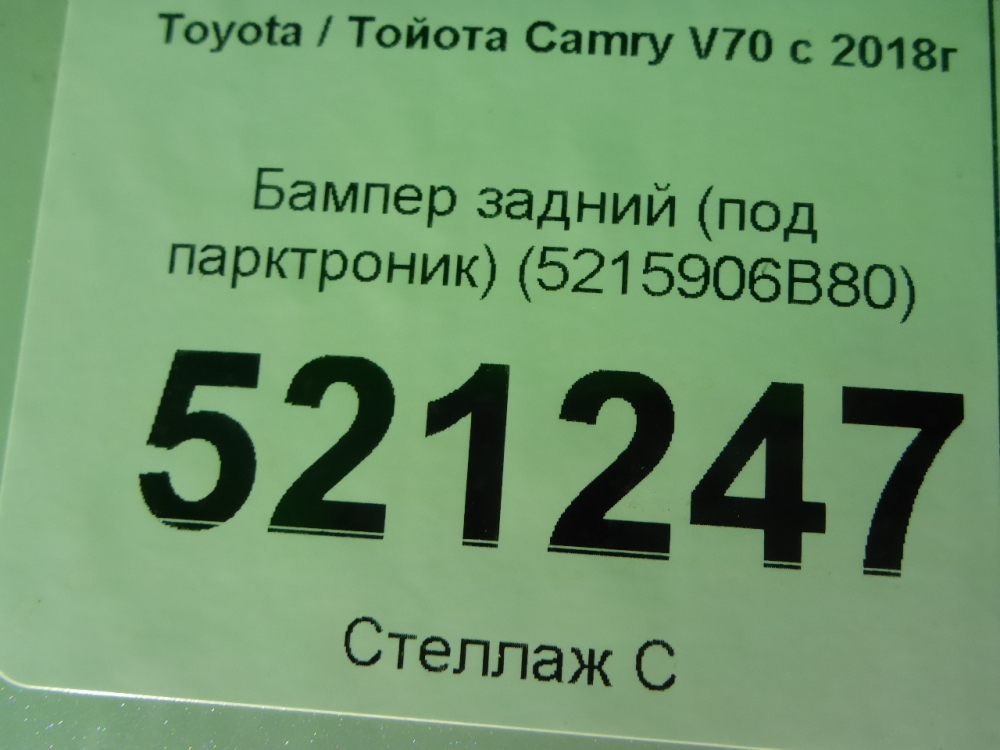 Toyota / Тойота Camry V70 с 2018г
Бампер задний (под
парктроник) (5215906B80)
521247
Стеллаж С